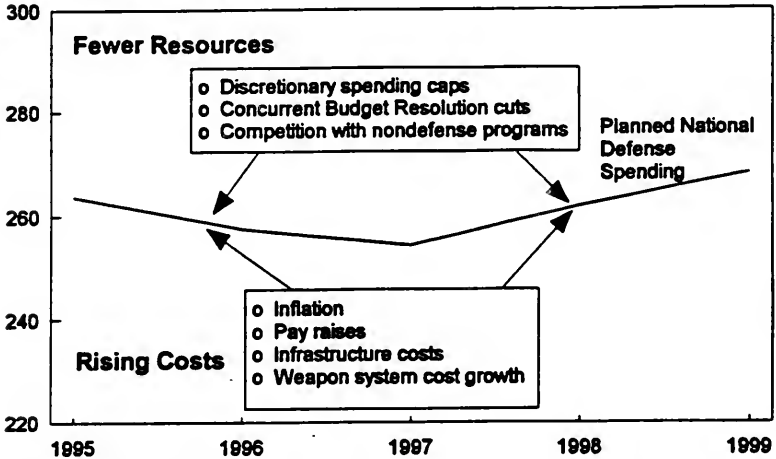 300
Fewer Resources
o Discretionary spending caps
o Concurrent Budget Resolution cuts
o Competition with nondefense programs
280
Planned National
Defense
Spending
260
o Inflation
o Pay raises
o Infrastructure costs
o Weapon system cost growth
240
Rising Costs
220
1995 1996 1997 1998 1999